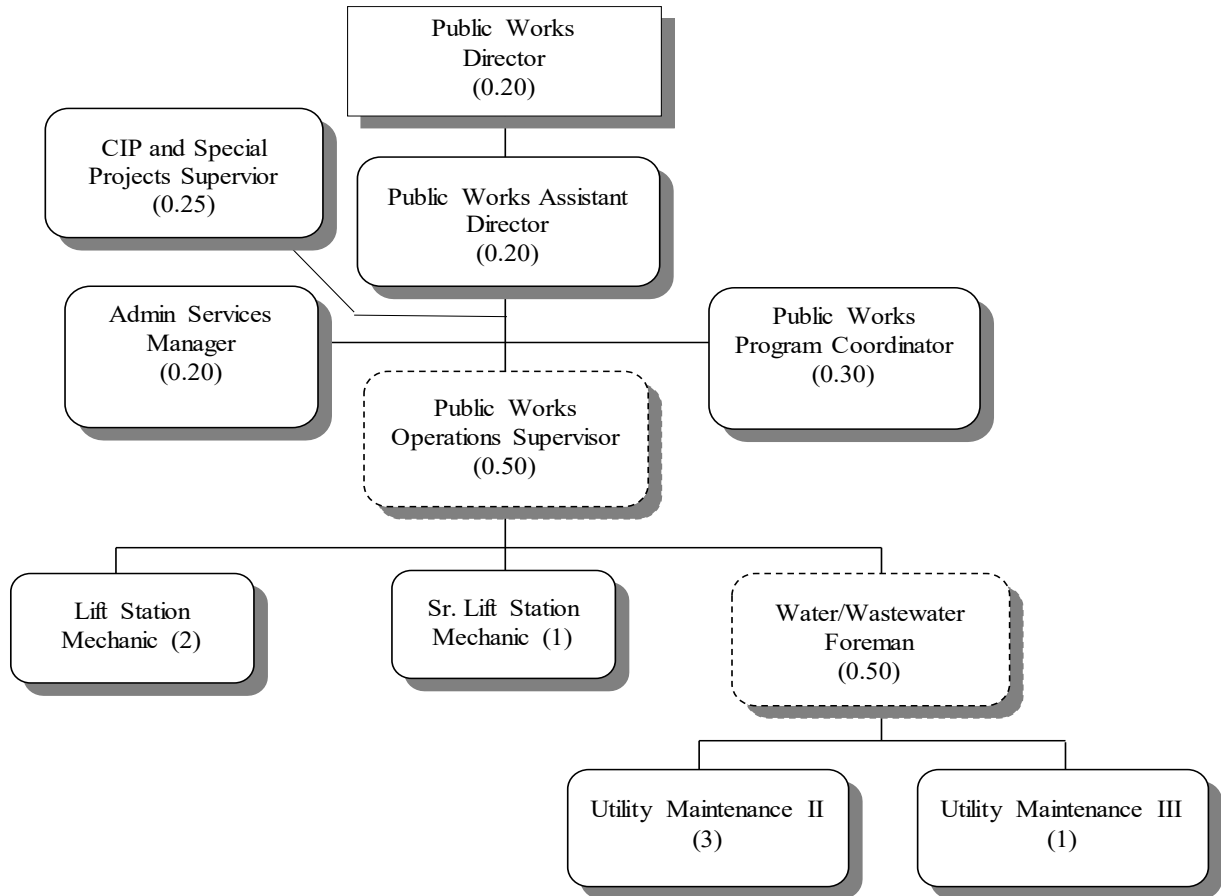 Public Works
Director
(0.20)
CIP and Special
Projects Supervior
(0.25)
Public Works Assistant
Director
(0.20)
Admin Services
Manager
(0.20)
Public Works
Program Coordinator
(0.30)
Public Works
Operations Supervisor
(0.50)
Lift Station
Mechanic (2)
Sr. Lift Station
Mechanic (1)
Water/Wastewater
Foreman
(0.50)
Utility Maintenance II
(3)
Utility Maintenance III
(1)